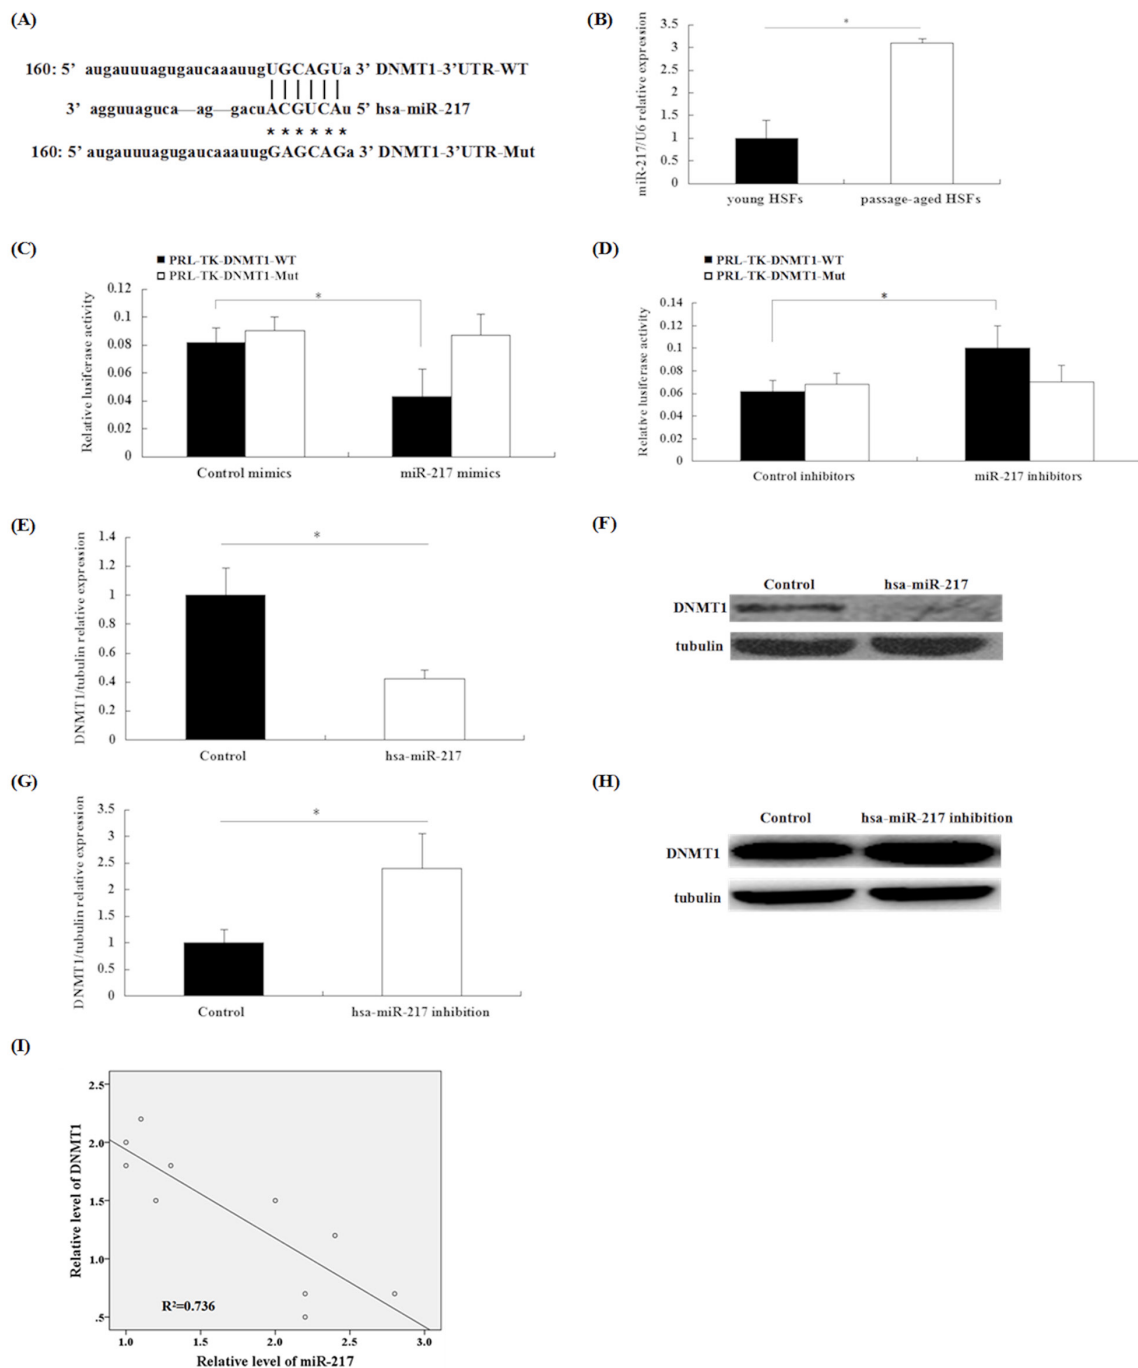 (A)
160: 5’ augauuuagugaucaaauugUGCAGUa 3’ DNMT1-3’UTR-WT
3’ agguuaguca—ag—gacuACGUCAu 5’ hsa-miR-217
******
160: 5’ augauuuagugaucaaauugGAGCAGa 3’ DNMT1-3’UTR-Mut
(B)
miR-217/U6 relative expression
3.5
3
2.5
2
1.5
1
0.5
0
*
young HSFs
passage-aged HSFs
(C)
PRL-TK-DNMT1-WT
PRL-TK-DNMT1-Mut
Relative lusiferase activity
0.12
0.1
0.08
0.06
0.04
0.02
0
*
Control mimics
miR-217 mimics
(D)
PRL-TK-DNMT1-WT
PRL-TK-DNMT1-Mut
Relative lusiferase activity
0.14
0.12
0.1
0.08
0.06
0.04
0.02
0
*
Control inhibitors
miR-217 inhibitors
(E)
DNMT1/tubulin relative expression
1.4
1.2
1
0.8
0.6
0.4
0.2
0
*
Control
hsa-miR-217
(F)
Control
hsa-miR-217
DNMT1
tubulin
(G)
DNMT1/tubulin relative expression
3.5
3
2.5
2
1.5
1
0.5
0
*
Control
hsa-miR-217 inhibition
(H)
Control
hsa-miR-217 inhibition
DNMT1
tubulin
(I)
Relative level of DNMT1
2.5
2.0
1.5
1.0
.5
R²=0.736
1.0
1.5
2.0
2.5
3.0
Relative level of miR-217